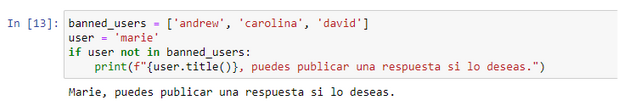 In [13]: banned_users = ['andrew', 'carolina', 'david']
user = 'marie'
if user not in banned_users:
    print(f"{user.title()}, puedes publicar una respuesta si lo deseas.")
Marie, puedes publicar una respuesta si lo deseas.